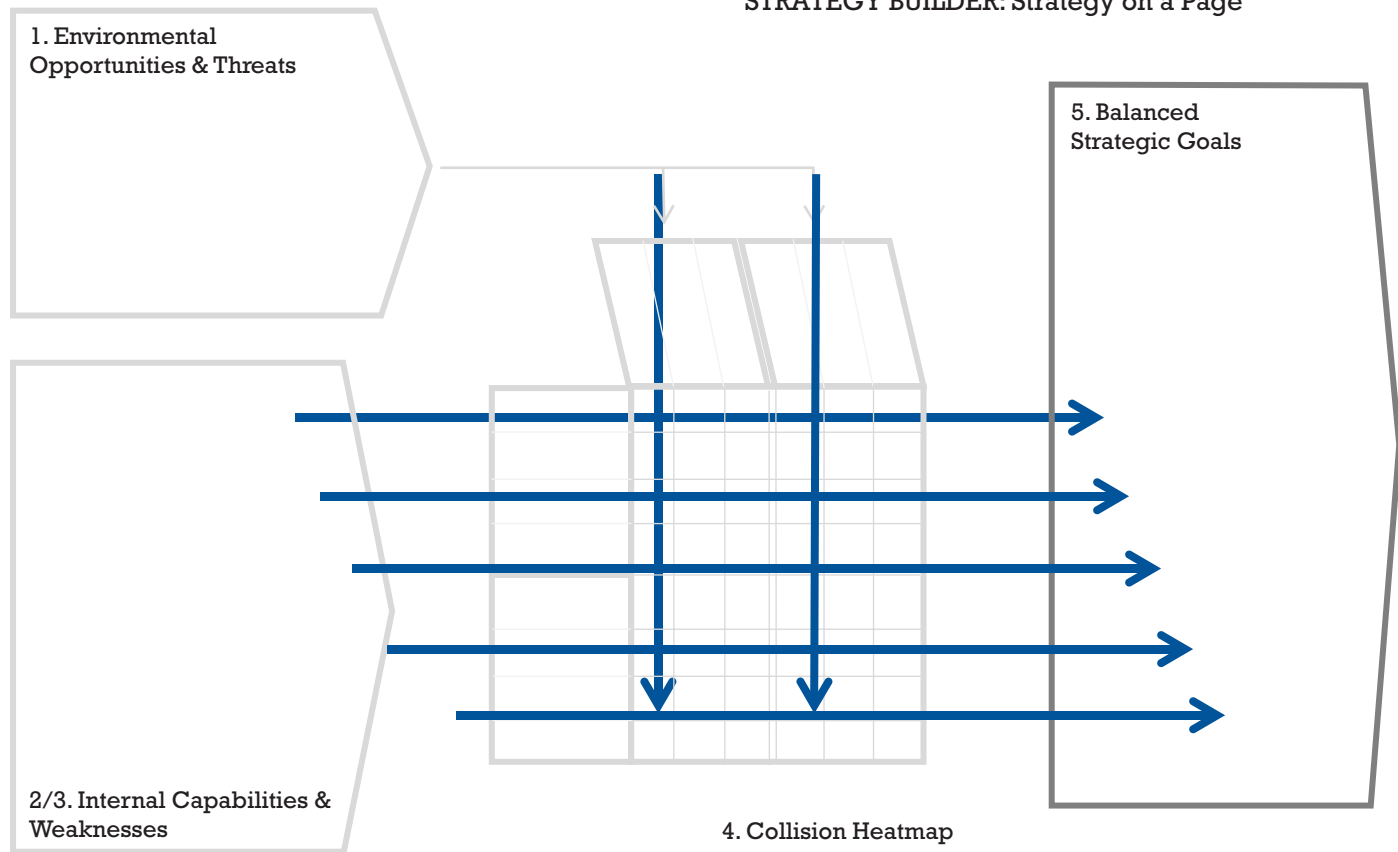 STRATEGY BUILDER: Strategy on a Page
1. Environmental
Opportunities & Threats
5. Balanced
Strategic Goals
2/3. Internal Capabilities &
Weaknesses
4. Collision Heatmap